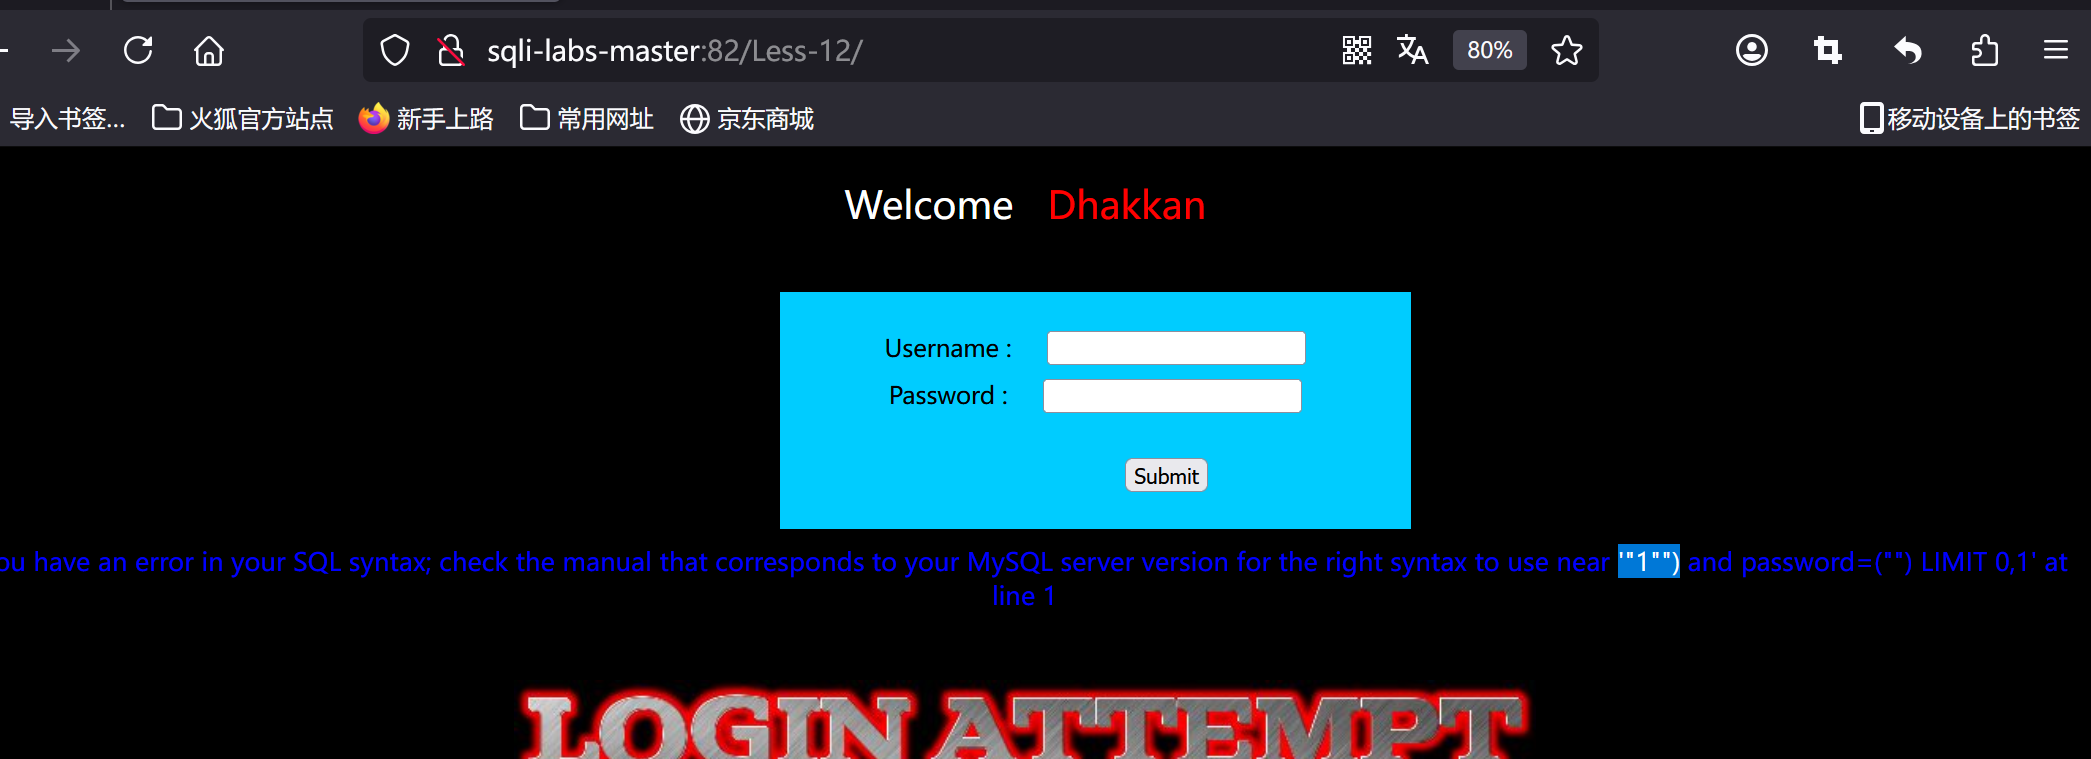 sqli-labs-master:82/Less-12/ 80%
导入书签... 火狐官方站点 新手上路 常用网址 京东商城 移动设备上的书签
Welcome Dhakkan
Username :
Password :
Submit
ou have an error in your SQL syntax; check the manual that corresponds to your MySQL server version for the right syntax to use near '"1"") and password=("") LIMIT 0,1' at
line 1
LOGIN ATTEMPT